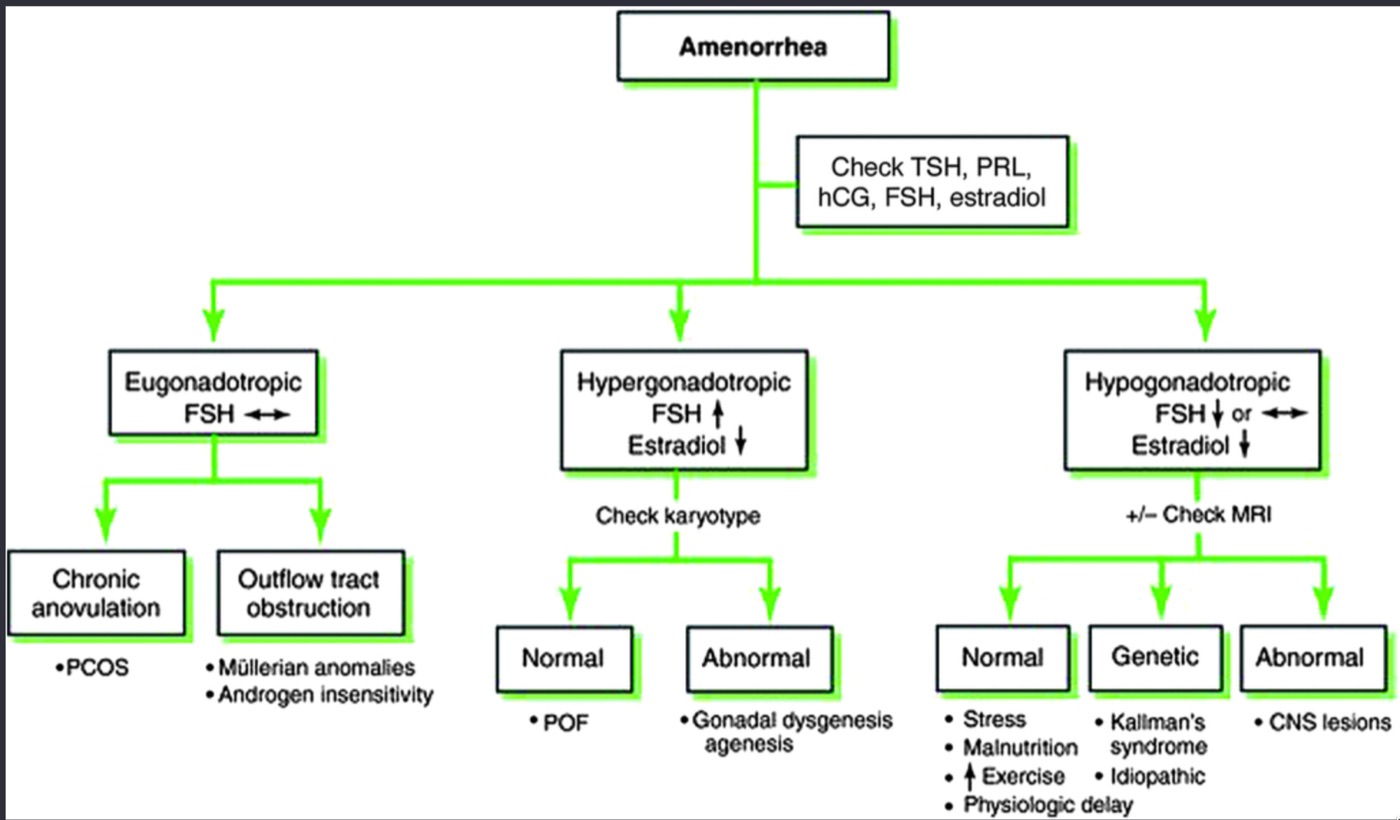 Amenorrhea
Check TSH, PRL,
hCG, FSH, estradiol
Eugonadotropic
FSH ↔
Hypergonadotropic
FSH ↑
Estradiol ↓
Hypogonadotropic
FSH ↓ or ↔
Estradiol ↓
Check karyotype
+/– Check MRI
Chronic
anovulation
•PCOS
Outflow tract
obstruction
• Müllerian anomalies
• Androgen insensitivity
Normal
• POF
Abnormal
• Gonadal dysgenesis
agenesis
Normal
• Stress
• Malnutrition
• ↑ Exercise
• Physiologic delay
Genetic
• Kallman's
syndrome
• Idiopathic
Abnormal
• CNS lesions